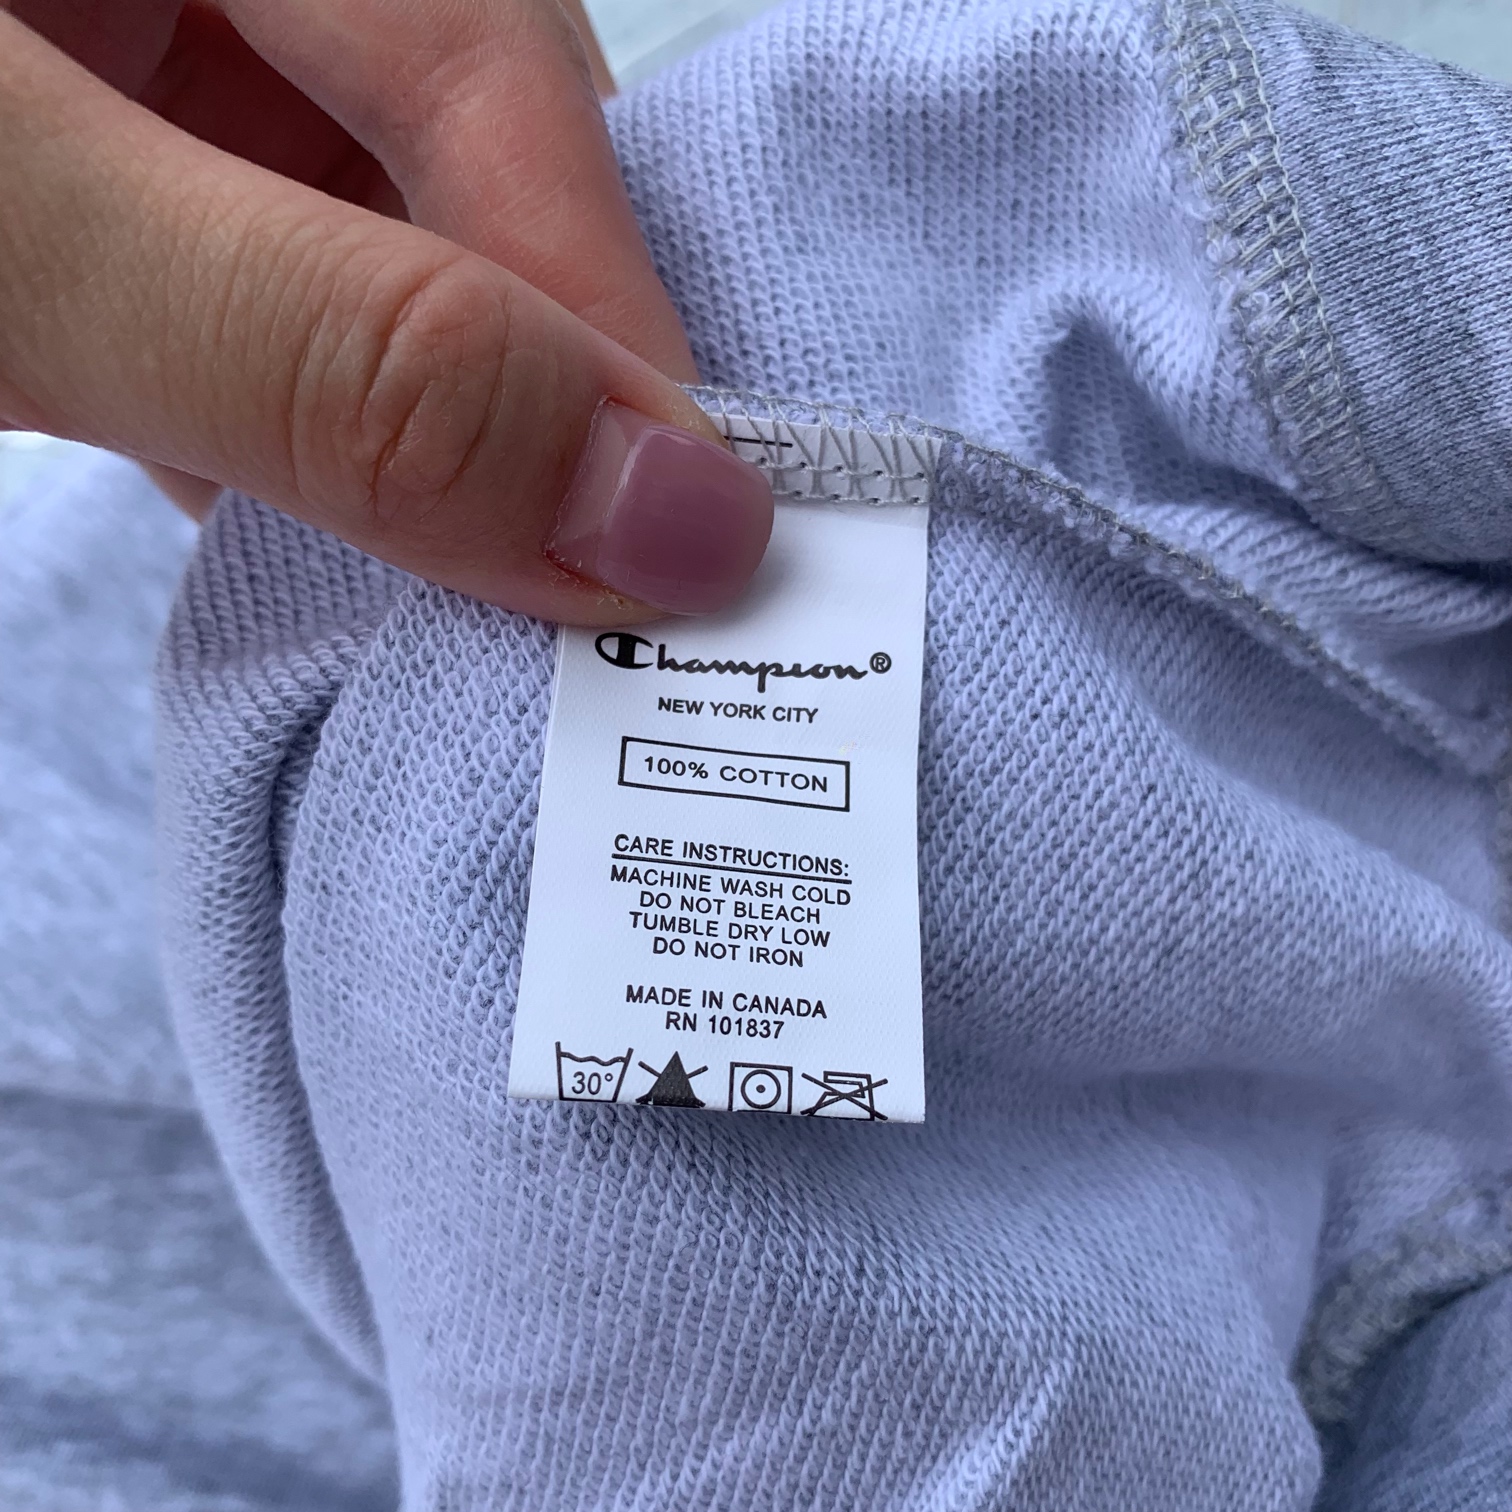 Champion®
NEW YORK CITY
100% COTTON
CARE INSTRUCTIONS:
MACHINE WASH COLD
DO NOT BLEACH
TUMBLE DRY LOW
DO NOT IRON
MADE IN CANADA
RN 101837
30°